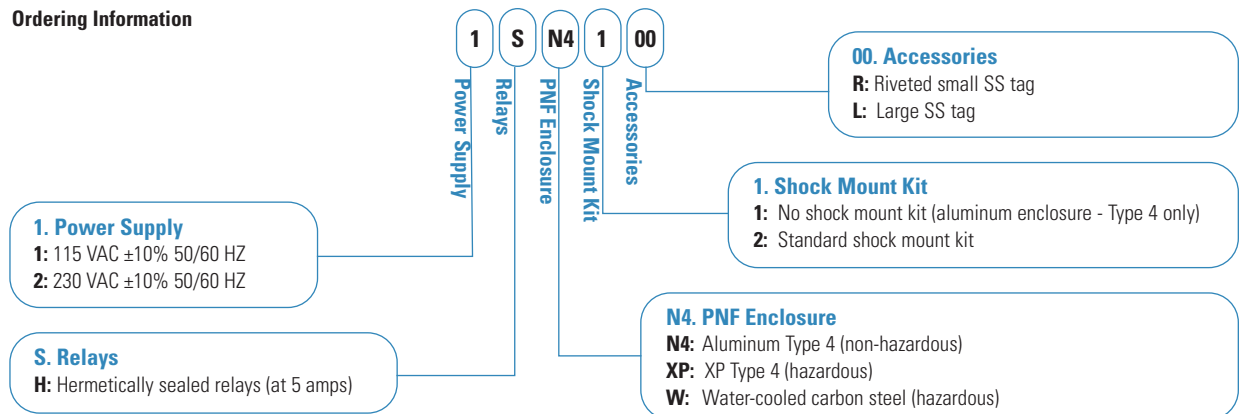 Ordering Information
1 S N4 1 00
Power Supply
Relays
PNF Enclosure
Shock Mount Kit
Accessories
00. Accessories
R: Riveted small SS tag
L: Large SS tag
1. Shock Mount Kit
1: No shock mount kit (aluminum enclosure - Type 4 only)
2: Standard shock mount kit
1. Power Supply
1: 115 VAC ±10% 50/60 HZ
2: 230 VAC ±10% 50/60 HZ
N4. PNF Enclosure
N4: Aluminum Type 4 (non-hazardous)
XP: XP Type 4 (hazardous)
W: Water-cooled carbon steel (hazardous)
S. Relays
H: Hermetically sealed relays (at 5 amps)